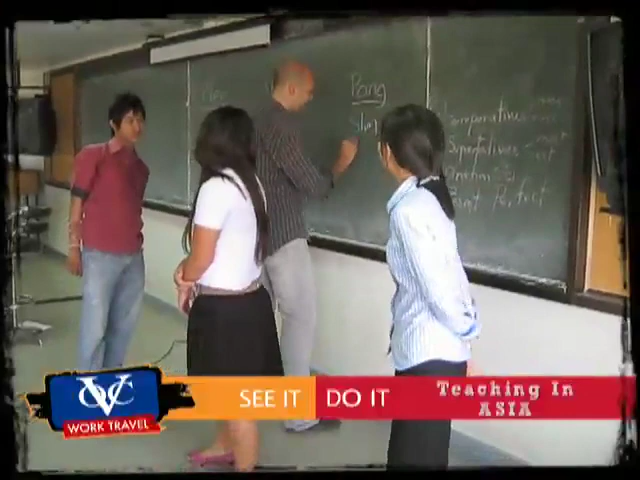 Pang
Comparatives
Superlatives
Past perfect
VC
WORK TRAVEL
SEE IT
DO IT
Teaching In
ASIA